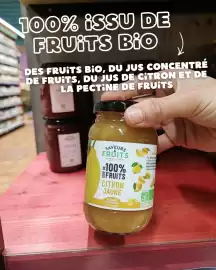 100% issu DE
FRUiTS BiO
DES FRUiTS BiO, DU JUS CONCENTRÉ
DE FRUiTS, DU JUS DE CiTRON ET DE
LA PECTiNE DE FRUiTS
SAVEURS
& FRUITS
100%
FRUITS
CITRON
JAUNE